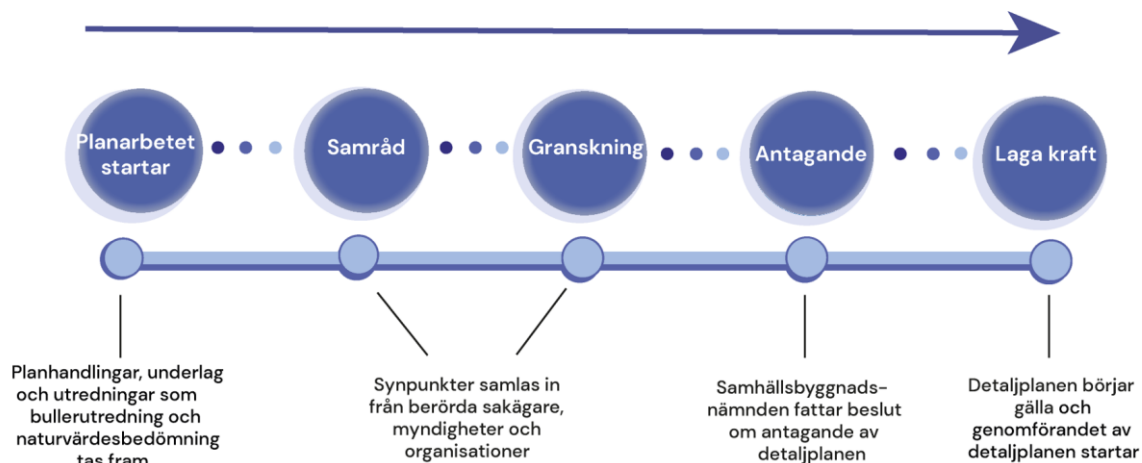 Planarbetet
startar
Samråd
Granskning
Antagande
Laga kraft
Planhandlingar, underlag
och utredningar som
bullerutredning och
naturvärdesbedömning
tas fram
Synpunkter samlas in
från berörda sakägare,
myndigheter och
organisationer
Samhällsbyggnads-
nämnden fattar beslut
om antagande av
detaljplanen
Detaljplanen börjar
gälla och
genomförandet av
detaljplanen startar